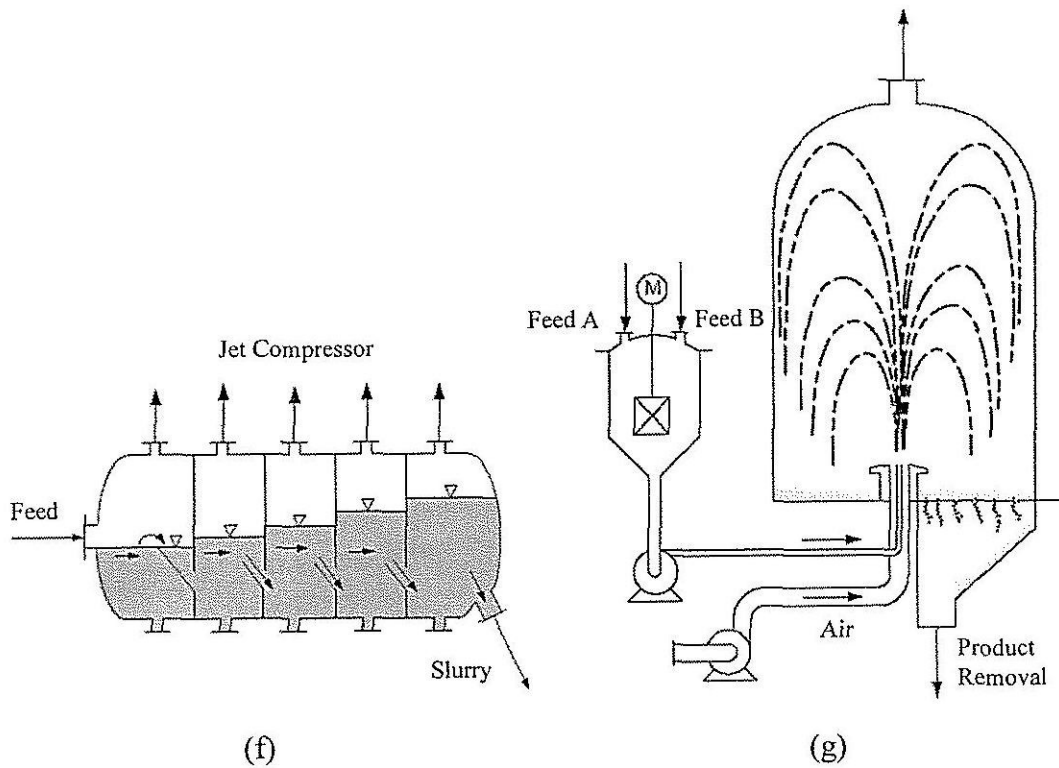 Jet Compressor
Feed
Slurry
(f)
M
Feed A
Feed B
Air
Product
Removal
(g)